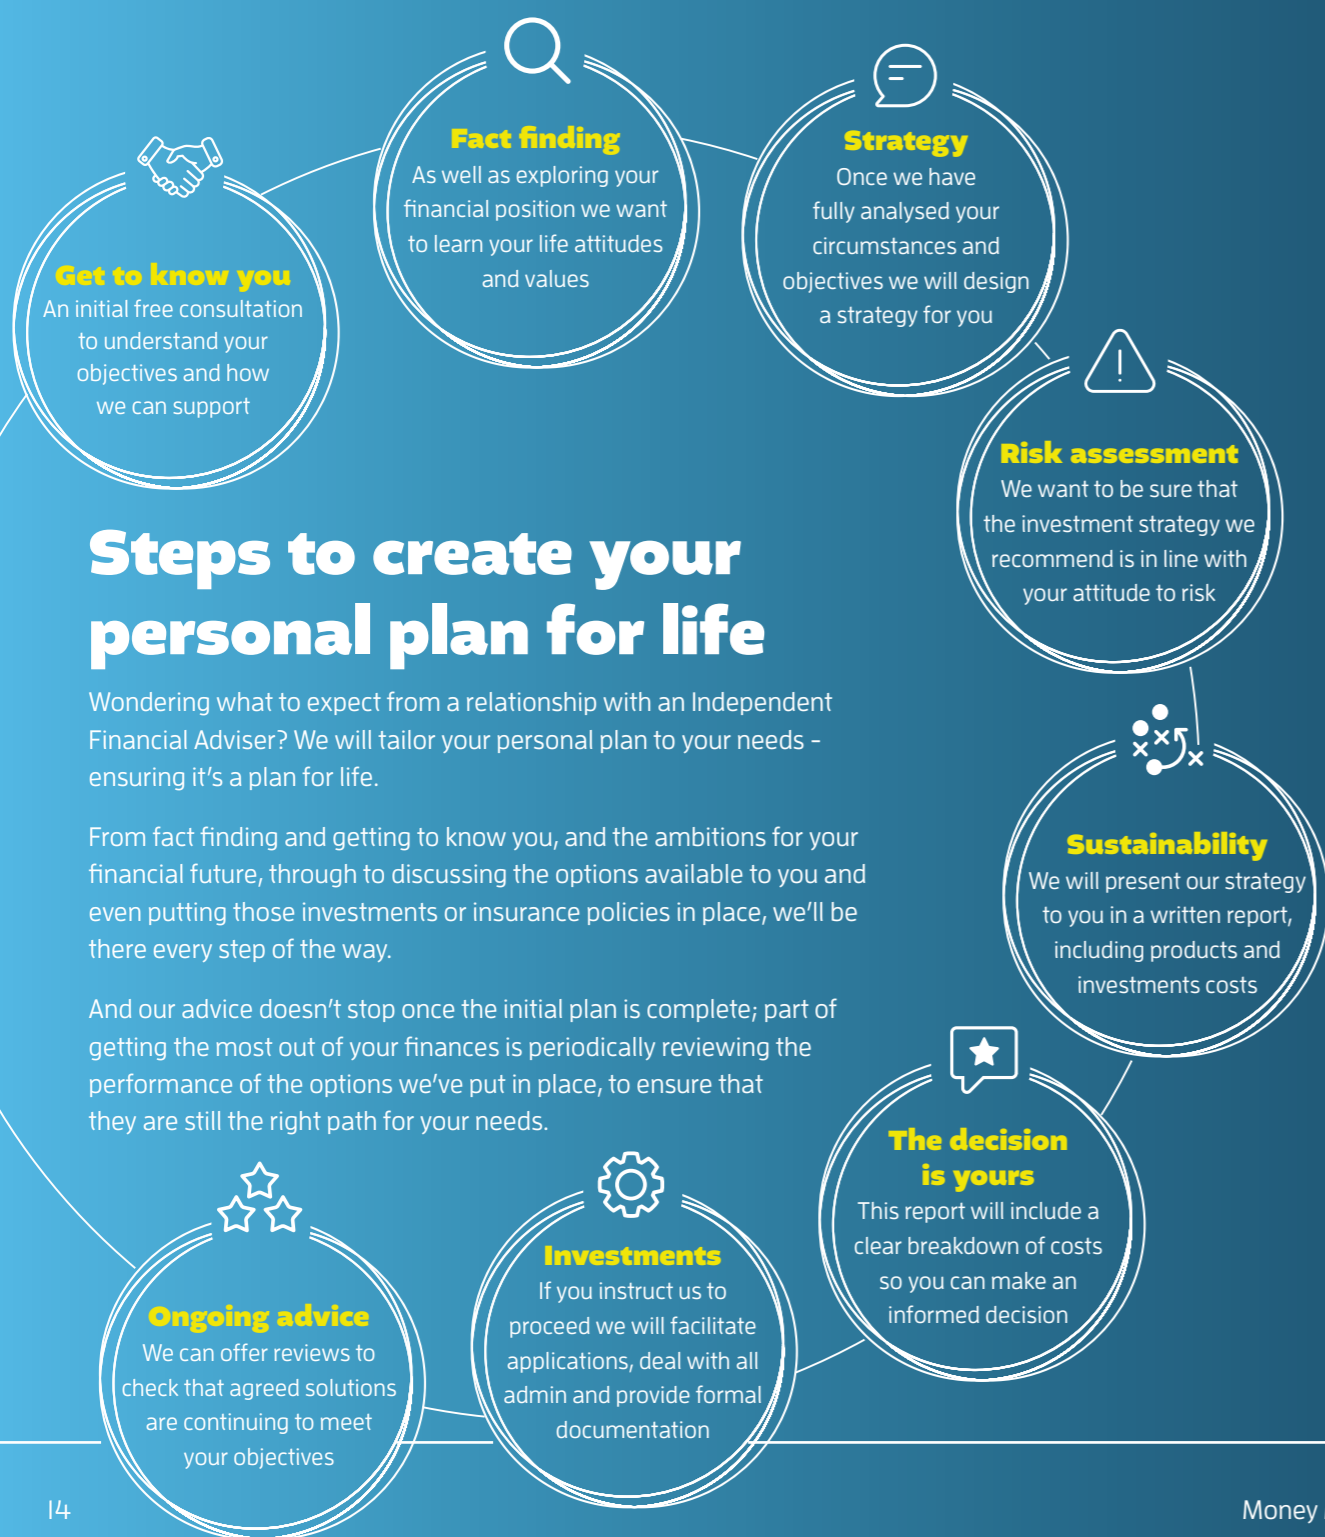 Fact finding
As well as exploring your
financial position we want
to learn your life attitudes
and values
Strategy
Once we have
fully analysed your
circumstances and
objectives we will design
a strategy for you
Get to know you
An initial free consultation
to understand your
objectives and how
we can support
Risk assessment
We want to be sure that
the investment strategy we
recommend is in line with
your attitude to risk
Steps to create your
personal plan for life
Wondering what to expect from a relationship with an Independent
Financial Adviser? We will tailor your personal plan to your needs -
ensuring it's a plan for life.
From fact finding and getting to know you, and the ambitions for your
financial future, through to discussing the options available to you and
even putting those investments or insurance policies in place, we'll be
there every step of the way.
And our advice doesn't stop once the initial plan is complete; part of
getting the most out of your finances is periodically reviewing the
performance of the options we've put in place, to ensure that
they are still the right path for your needs.
Sustainability
We will present our strategy
to you in a written report,
including products and
investments costs
The decision
is yours
This report will include a
clear breakdown of costs
so you can make an
informed decision
Investments
If you instruct us to
proceed we will facilitate
applications, deal with all
admin and provide formal
documentation
Ongoing advice
We can offer reviews to
check that agreed solutions
are continuing to meet
your objectives
14
Money